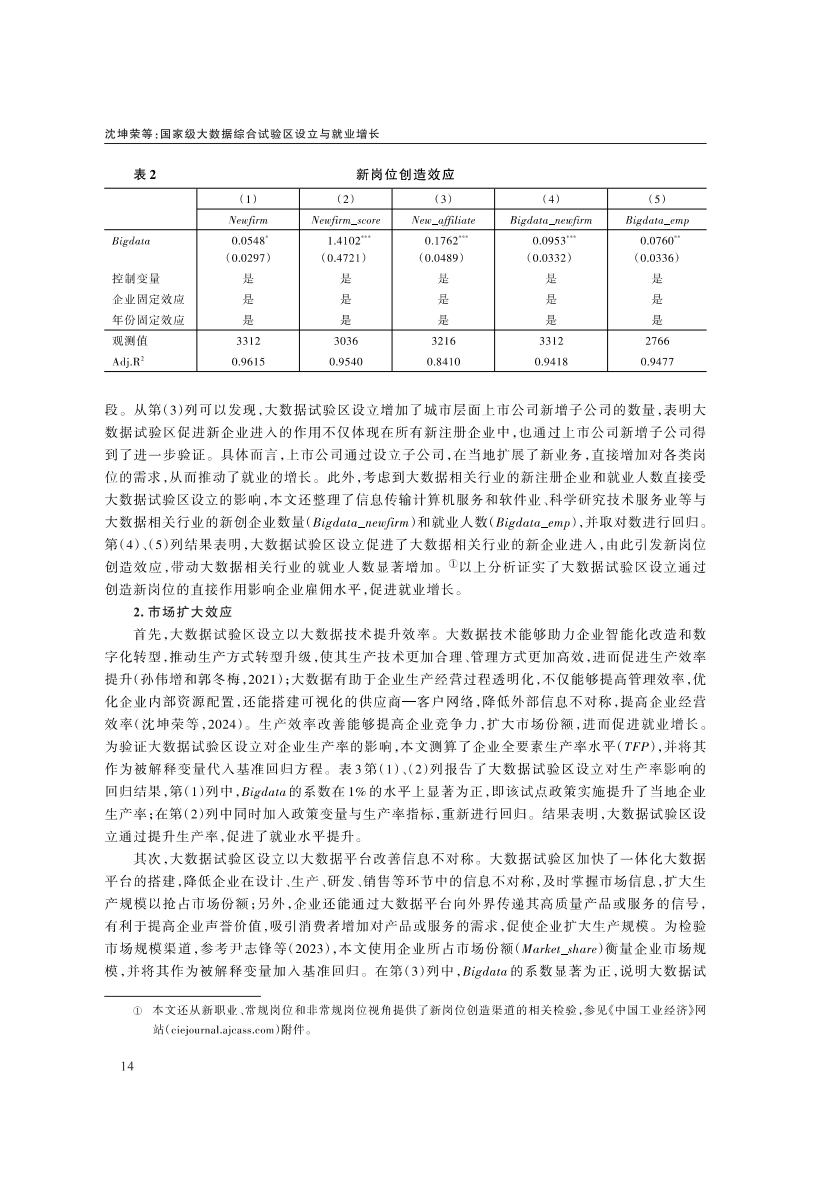 沈坤荣等:国家级大数据综合试验区设立与就业增长
表 2 新岗位创造效应
(1) (2) (3) (4) (5)
Newfirm Newfirm_score New_affiliate Bigdata_newfirm Bigdata_emp
Bigdata 0.0548* 1.4102*** 0.1762*** 0.0953*** 0.0760**
(0.0297) (0.4721) (0.0489) (0.0332) (0.0336)
控制变量 是 是 是 是 是
企业固定效应 是 是 是 是 是
年份固定效应 是 是 是 是 是
观测值 3312 3036 3216 3312 2766
Adj.R² 0.9615 0.9540 0.8410 0.9418 0.9477
段。从第(3)列可以发现,大数据试验区设立增加了城市层面上市公司新增子公司的数量,表明大
数据试验区促进新企业进入的作用不仅体现在所有新注册企业中,也通过上市公司新增子公司得
到了进一步验证。具体而言,上市公司通过设立子公司,在当地扩展了新业务,直接增加对各类岗
位的需求,从而推动了就业的增长。此外,考虑到大数据相关行业的新注册企业和就业人数直接受
大数据试验区设立的影响,本文还整理了信息传输计算机服务和软件业、科学研究技术服务业等与
大数据相关行业的新创企业数量(Bigdata_newfirm)和就业人数(Bigdata_emp),并取对数进行回归。
第(4)、(5)列结果表明,大数据试验区设立促进了大数据相关行业的新企业进入,由此引发新岗位
创造效应,带动大数据相关行业的就业人数显著增加。①以上分析证实了大数据试验区设立通过
创造新岗位的直接作用影响企业雇佣水平,促进就业增长。
2. 市场扩大效应
首先,大数据试验区设立以大数据技术提升效率。大数据技术能够助力企业智能化改造和数
字化转型,推动生产方式转型升级,使其生产技术更加合理、管理方式更加高效,进而促进生产效率
提升(孙伟增和郭冬梅,2021);大数据有助于企业生产经营过程透明化,不仅能够提高管理效率,优
化企业内部资源配置,还能搭建可视化的供应商—客户网络,降低外部信息不对称,提高企业经营
效率(沈坤荣等,2024)。生产效率改善能够提高企业竞争力,扩大市场份额,进而促进就业增长。
为验证大数据试验区设立对企业生产率的影响,本文测算了企业全要素生产率水平(TFP),并将其
作为被解释变量代入基准回归方程。表3第(1)、(2)列报告了大数据试验区设立对生产率影响的
回归结果,第(1)列中,Bigdata的系数在1%的水平上显著为正,即该试点政策实施提升了当地企业
生产率;在第(2)列中同时加入政策变量与生产率指标,重新进行回归。结果表明,大数据试验区设
立通过提升生产率,促进了就业水平提升。
其次,大数据试验区设立以大数据平台改善信息不对称。大数据试验区加快了一体化大数据
平台的搭建,降低企业在设计、生产、研发、销售等环节中的信息不对称,及时掌握市场信息,扩大生
产规模以抢占市场份额;另外,企业还能通过大数据平台向外界传递其高质量产品或服务的信号,
有利于提高企业声誉价值,吸引消费者增加对产品或服务的需求,促使企业扩大生产规模。为检验
市场规模渠道,参考尹志锋等(2023),本文使用企业所占市场份额(Market_share)衡量企业市场规
模,并将其作为被解释变量加入基准回归。在第(3)列中,Bigdata的系数显著为正,说明大数据试
① 本文还从新职业、常规岗位和非常规岗位视角提供了新岗位创造渠道的相关检验,参见《中国工业经济》网
站(ciejournal.ajcass.com)附件。
14